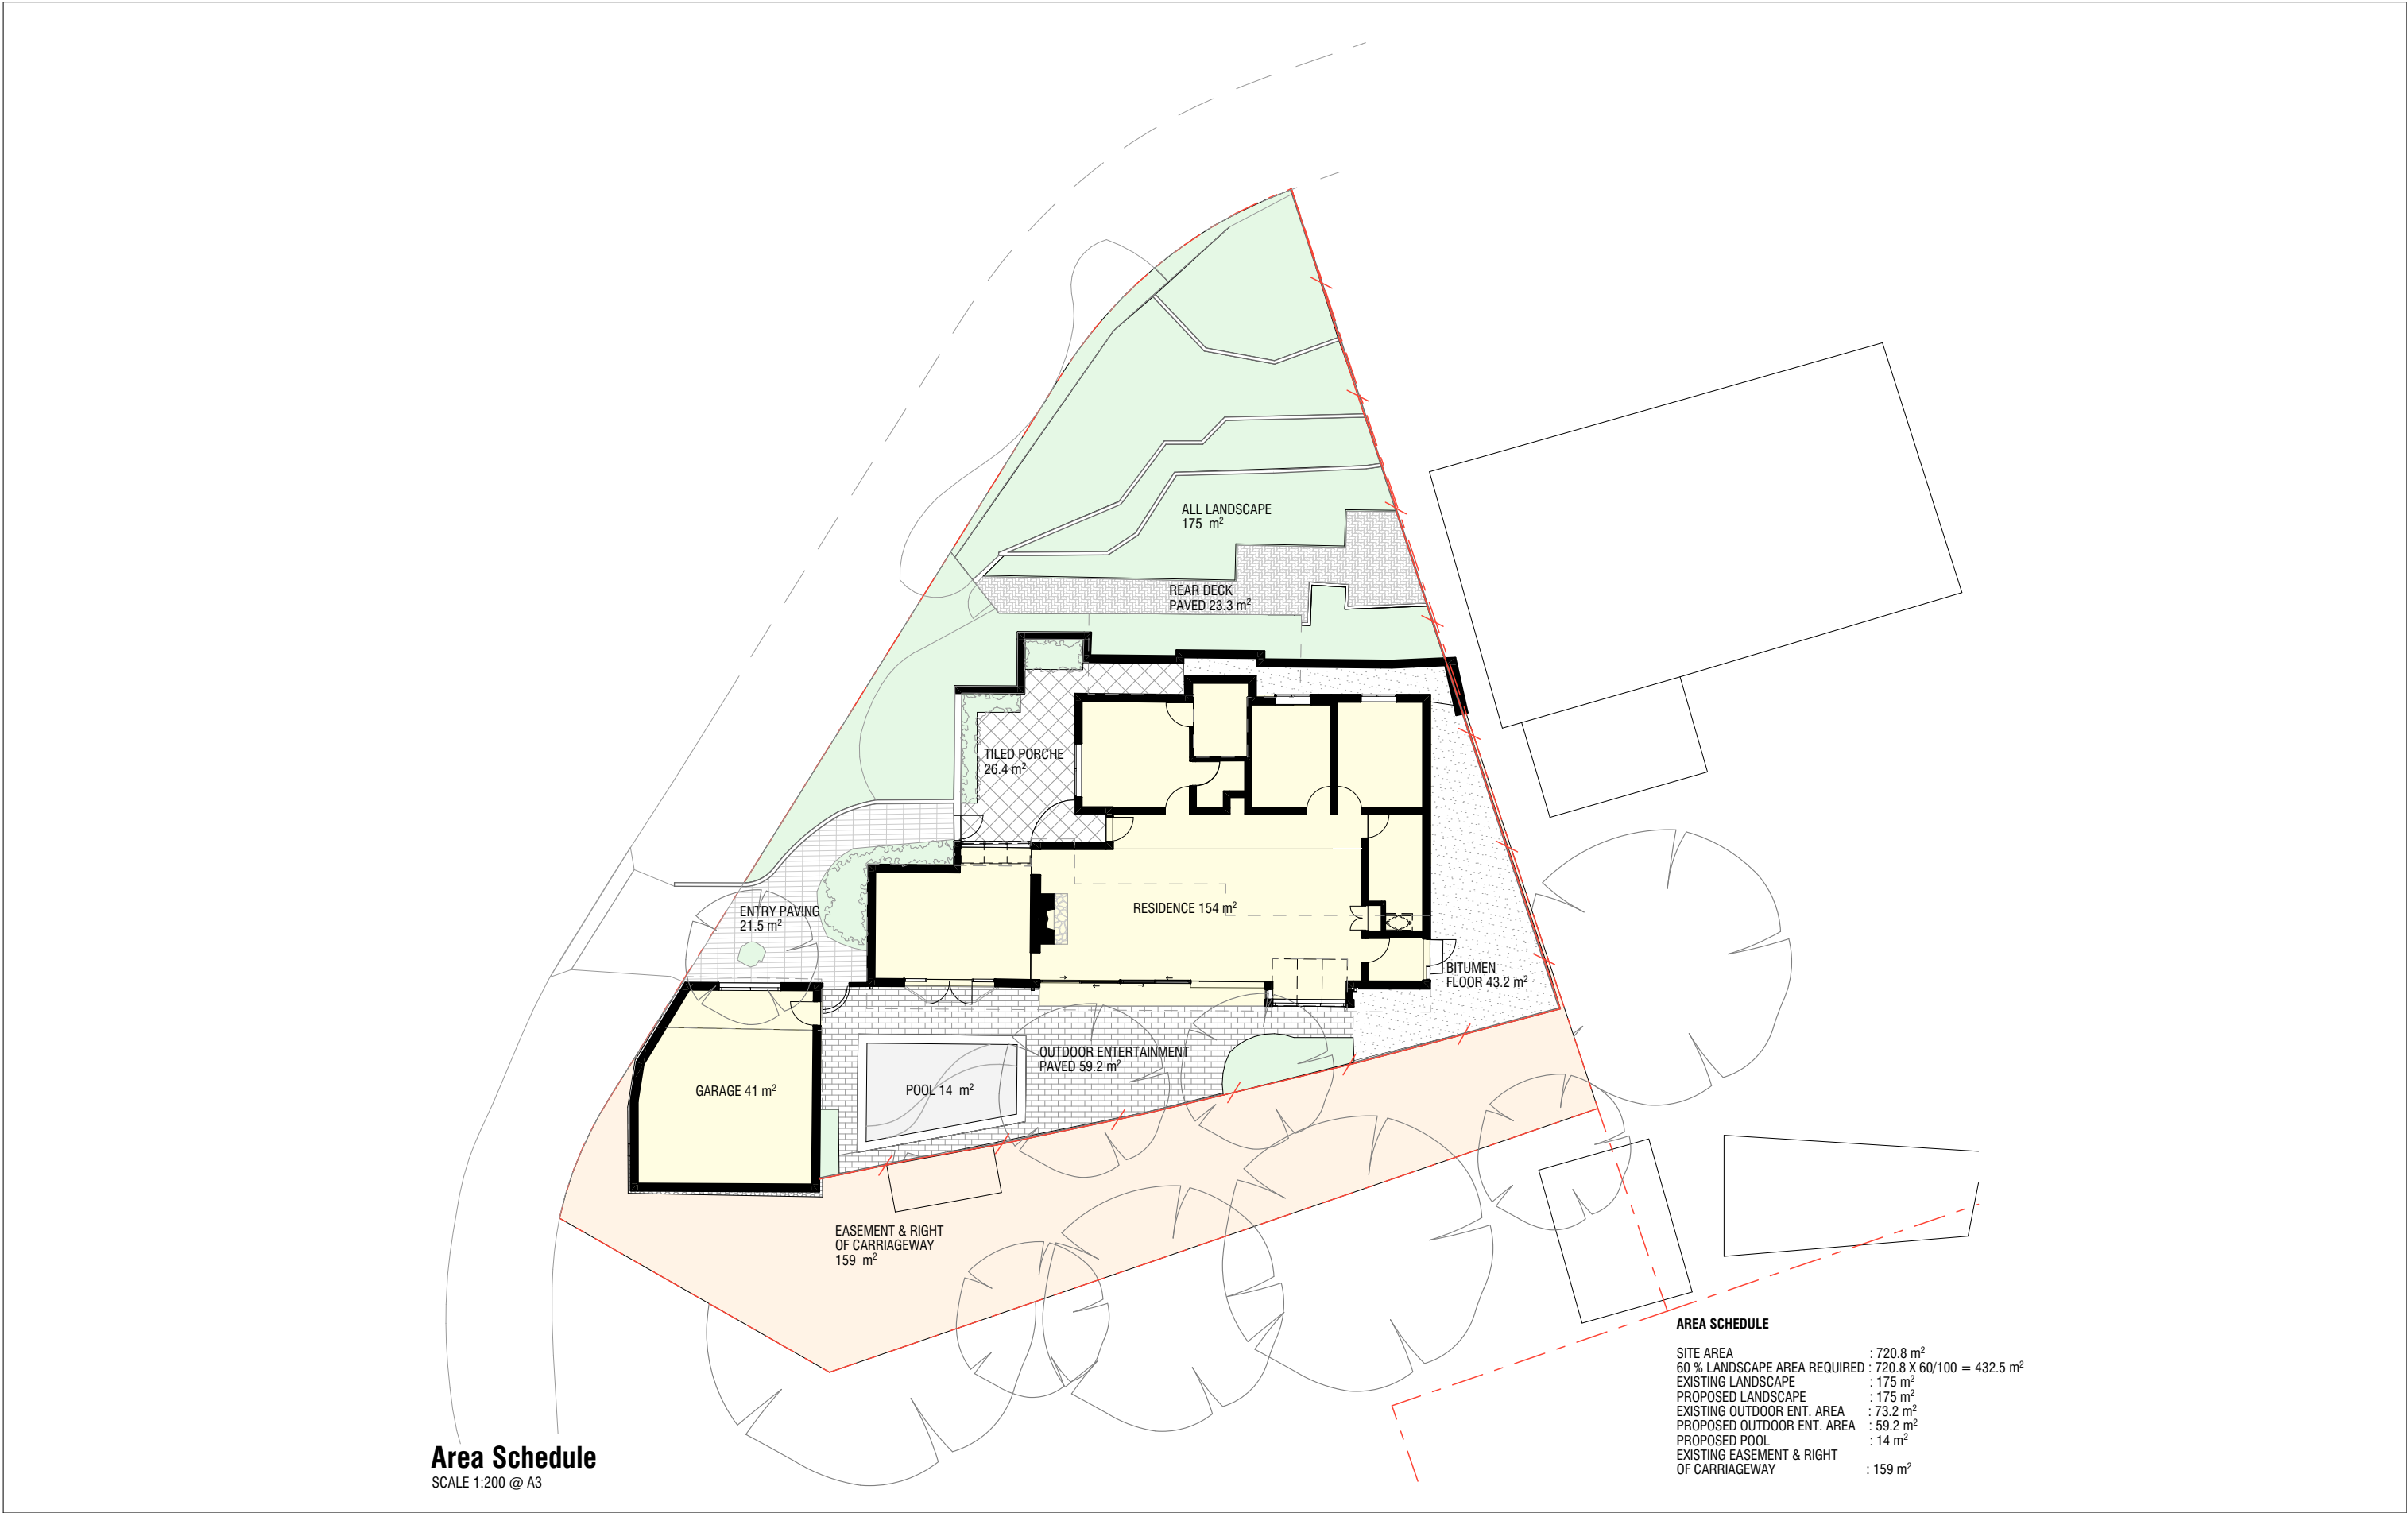 ALL LANDSCAPE
175 m²
REAR DECK
PAVED 23.3 m²
TILED PORCHE
26.4 m²
ENTRY PAVING
21.5 m²
RESIDENCE 154 m²
BITUMEN
FLOOR 43.2 m²
OUTDOOR ENTERTAINMENT
PAVED 59.2 m²
GARAGE 41 m²
POOL 14 m²
EASEMENT & RIGHT
OF CARRIAGEWAY
159 m²
AREA SCHEDULE
SITE AREA : 720.8 m²
60 % LANDSCAPE AREA REQUIRED : 720.8 X 60/100 = 432.5 m²
EXISTING LANDSCAPE : 175 m²
PROPOSED LANDSCAPE : 175 m²
EXISTING OUTDOOR ENT. AREA : 73.2 m²
PROPOSED OUTDOOR ENT. AREA : 59.2 m²
PROPOSED POOL : 14 m²
EXISTING EASEMENT & RIGHT
OF CARRIAGEWAY : 159 m²
Area Schedule
SCALE 1:200 @ A3